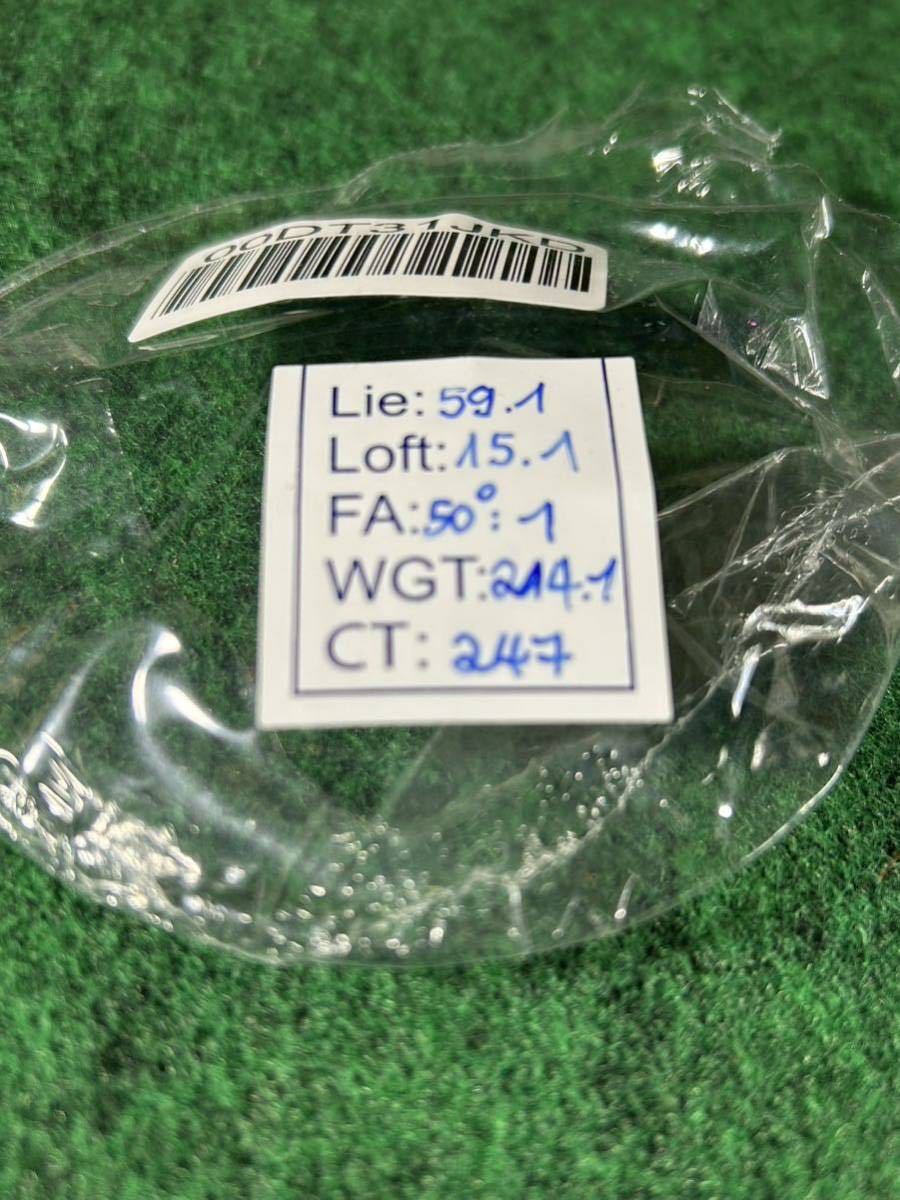 00DT31JKD
Lie: 59.1
Loft: 15.1
FA: 50°: 1
WGT: 214.1
CT: 247